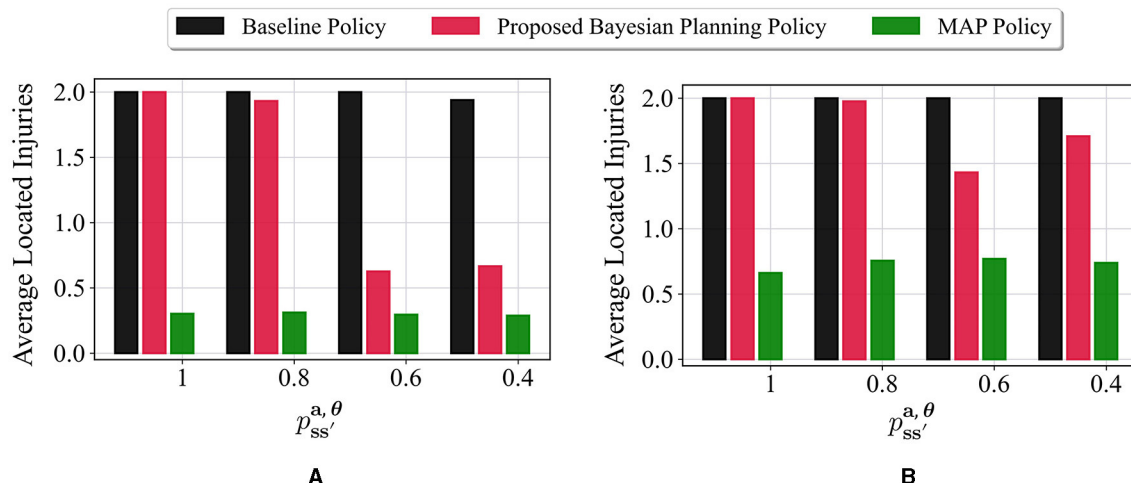 Baseline Policy Proposed Bayesian Planning Policy MAP Policy
Average Located Injuries
2.0
1.5
1.0
0.5
0.0
1 0.8 0.6 0.4
p_{ss'}^{a, θ}
A
Average Located Injuries
2.0
1.5
1.0
0.5
0.0
1 0.8 0.6 0.4
p_{ss'}^{a, θ}
B